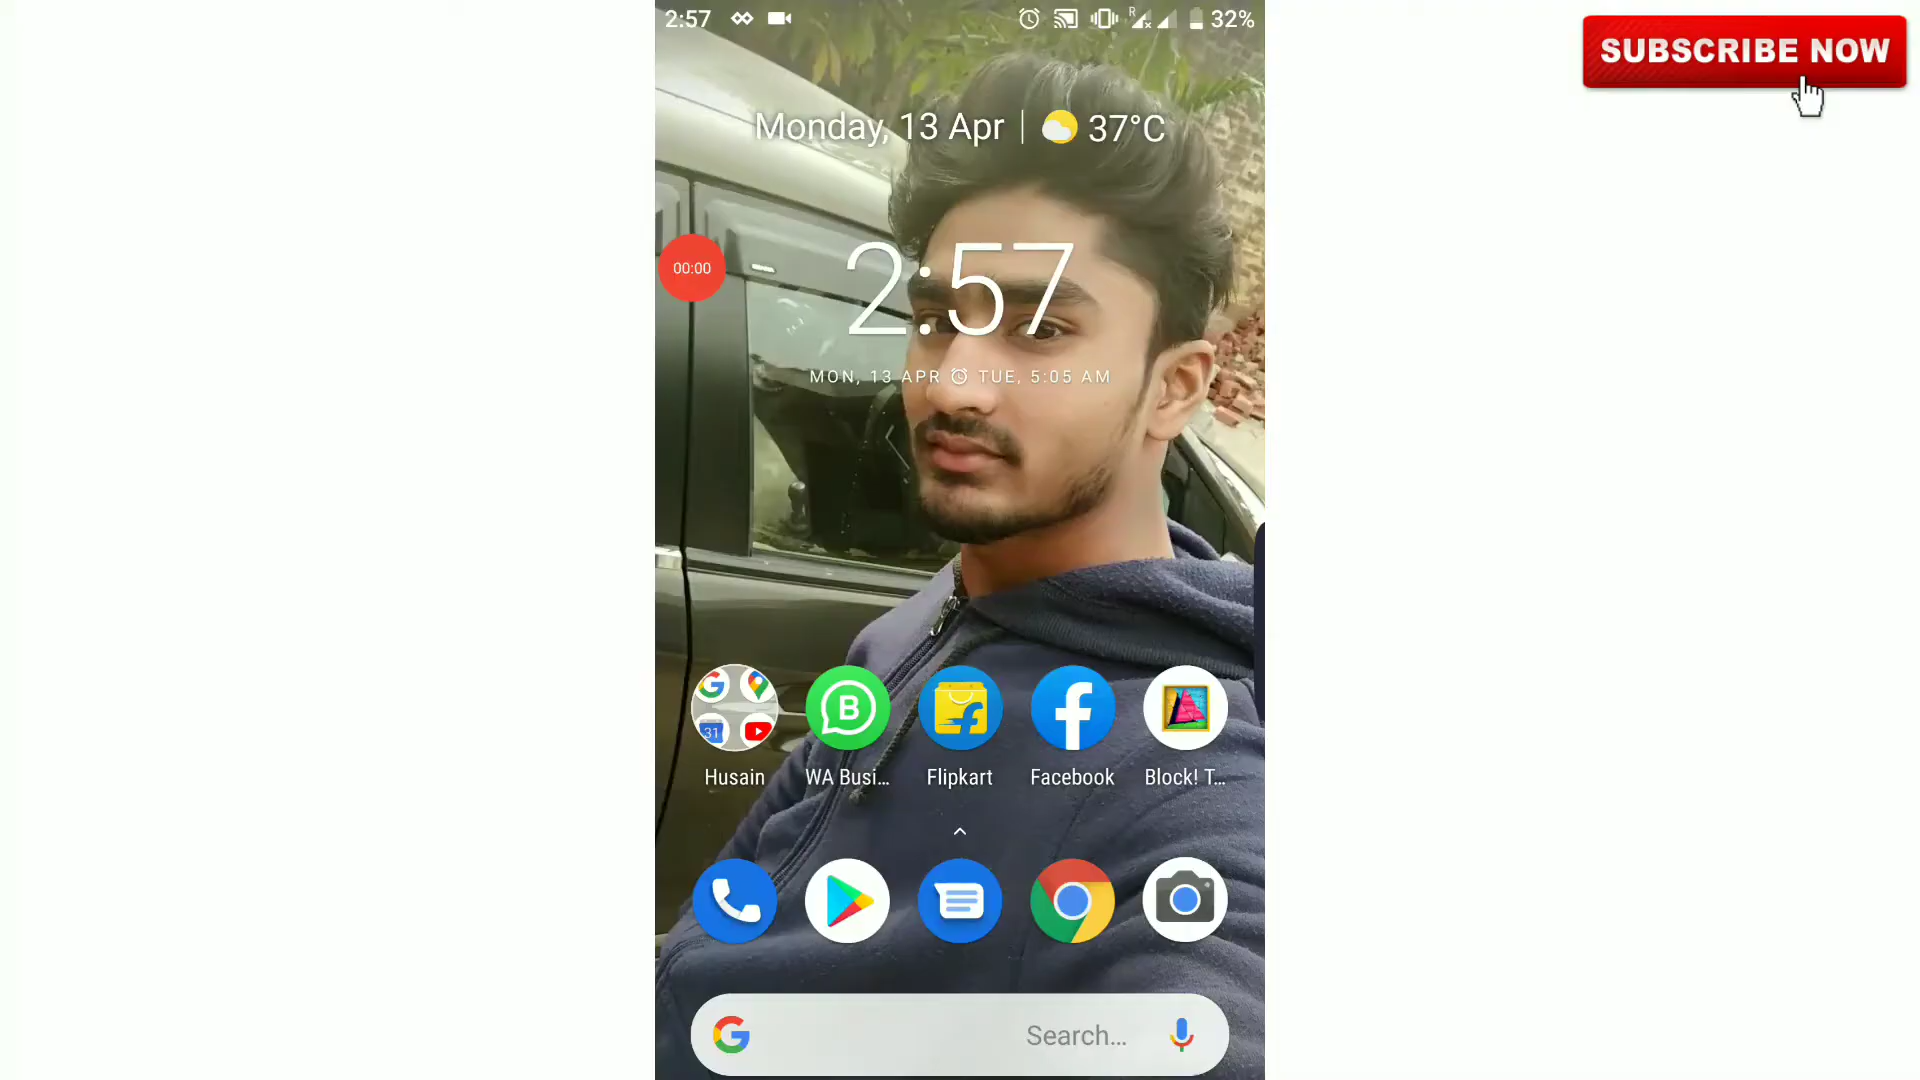 2:57
R
32%
SUBSCRIBE NOW
Monday, 13 Apr | 37°C
00:00
2:57
MON, 13 APR TUE, 5:05 AM
31
B
Husain
WA Busi...
Flipkart
Facebook
Block! T...
Search...